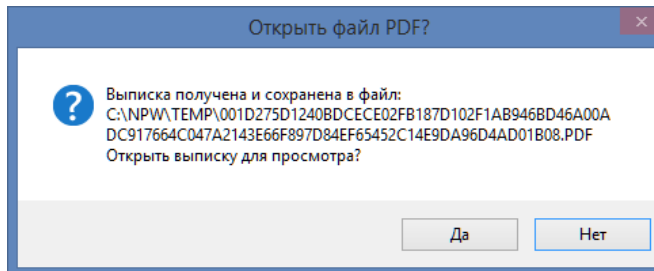 Открыть файл PDF?
Выписка получена и сохранена в файл:
C:\NPW\TEMP\001D275D1240BDCECE02FB187D102F1AB946BD46A00A
DC917664C047A2143E66F897D84EF65452C14E9DA96D4AD01B08.PDF
Открыть выписку для просмотра?
Да
Нет